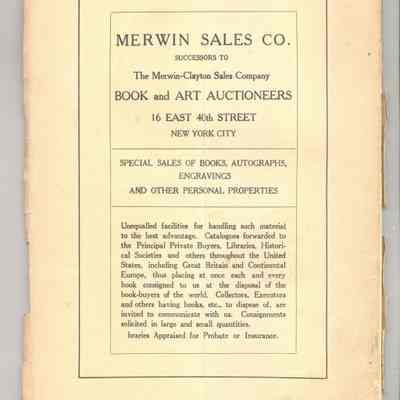 MERWIN SALES CO.
SUCCESSORS TO
The Merwin-Clayton Sales Company
BOOK and ART AUCTIONEERS
16 EAST 40th STREET
NEW YORK CITY
SPECIAL SALES OF BOOKS, AUTOGRAPHS,
ENGRAVINGS
AND OTHER PERSONAL PROPERTIES
Unequalled facilities for handling such material
to the best advantage. Catalogues forwarded to
the Principal Private Buyers, Libraries, Histori-
cal Societies and others throughout the United
States, including Great Britain and Continental
Europe, thus placing at once each and every
book consigned to us at the disposal of the
book-buyers of the world. Collectors, Executors
and others having books, etc., to dispose of, are
invited to communicate with us. Consignments
solicited in large and small quantities.
braries Appraised for Probate or Insurance.